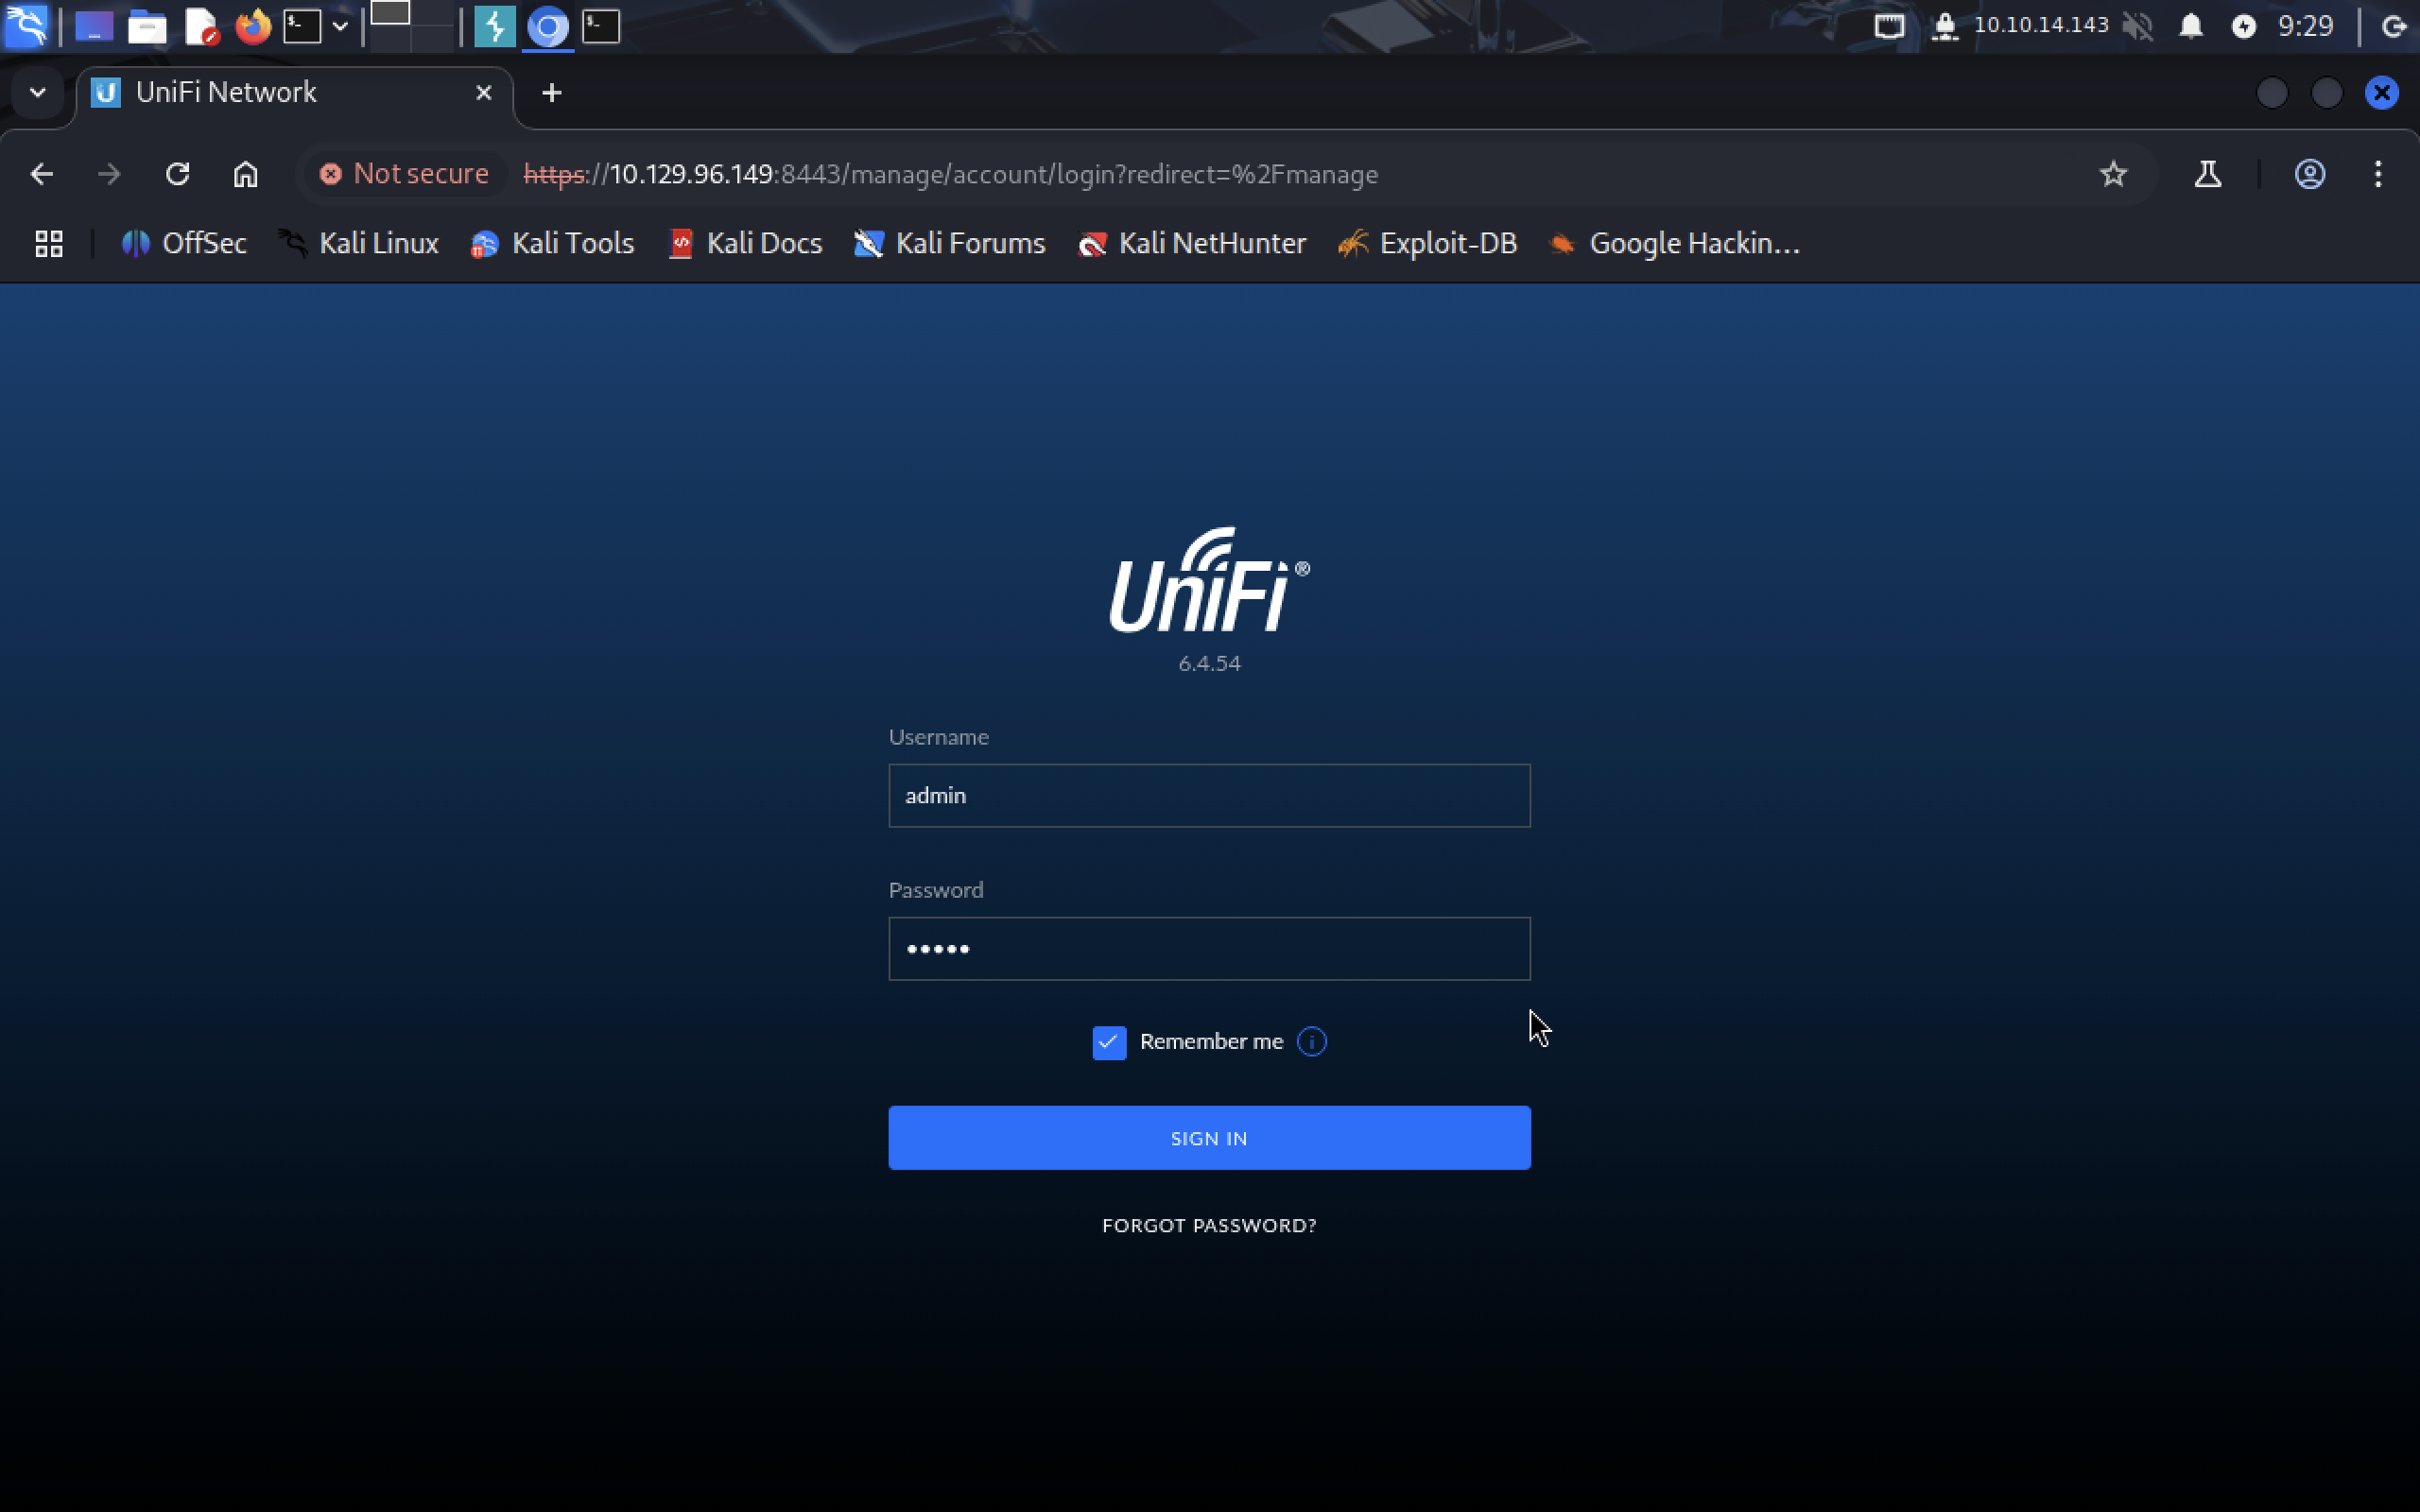 10.10.14.143 9:29
UniFi Network
Not secure https://10.129.96.149:8443/manage/account/login?redirect=%2Fmanage
OffSec Kali Linux Kali Tools Kali Docs Kali Forums Kali NetHunter Exploit-DB Google Hackin...
UniFi®
6.4.54
Username
admin
Password
•••••
Remember me
SIGN IN
FORGOT PASSWORD?